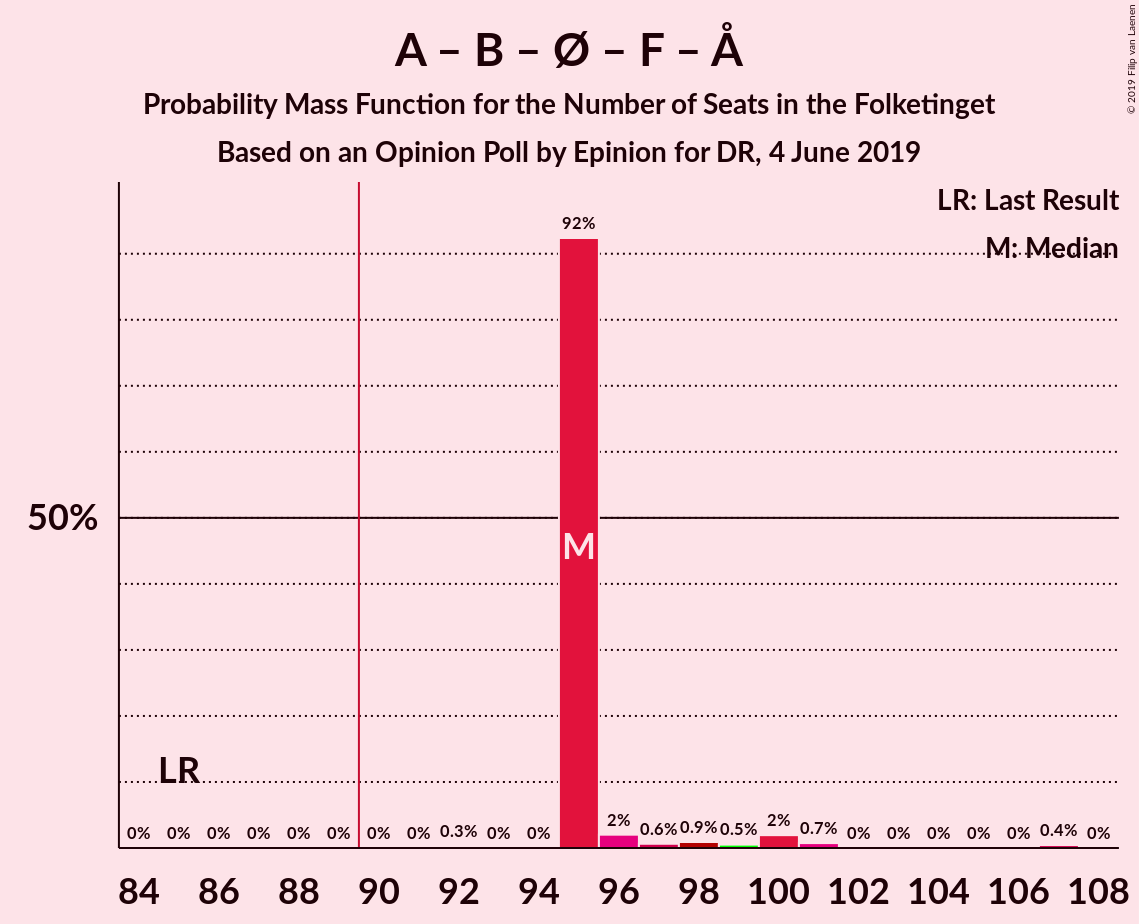 A – B – Ø – F – Å
Probability Mass Function for the Number of Seats in the Folketinget
Based on an Opinion Poll by Epinion for DR, 4 June 2019
© 2019 Filip van Laenen
LR: Last Result
M: Median
92%
50%
M
LR
0% 0% 0% 0% 0% 0% 0% 0% 0.3% 0% 0% 2% 0.6% 0.9% 0.5% 2% 0.7% 0% 0% 0% 0% 0% 0.4% 0%
84 86 88 90 92 94 96 98 100 102 104 106 108